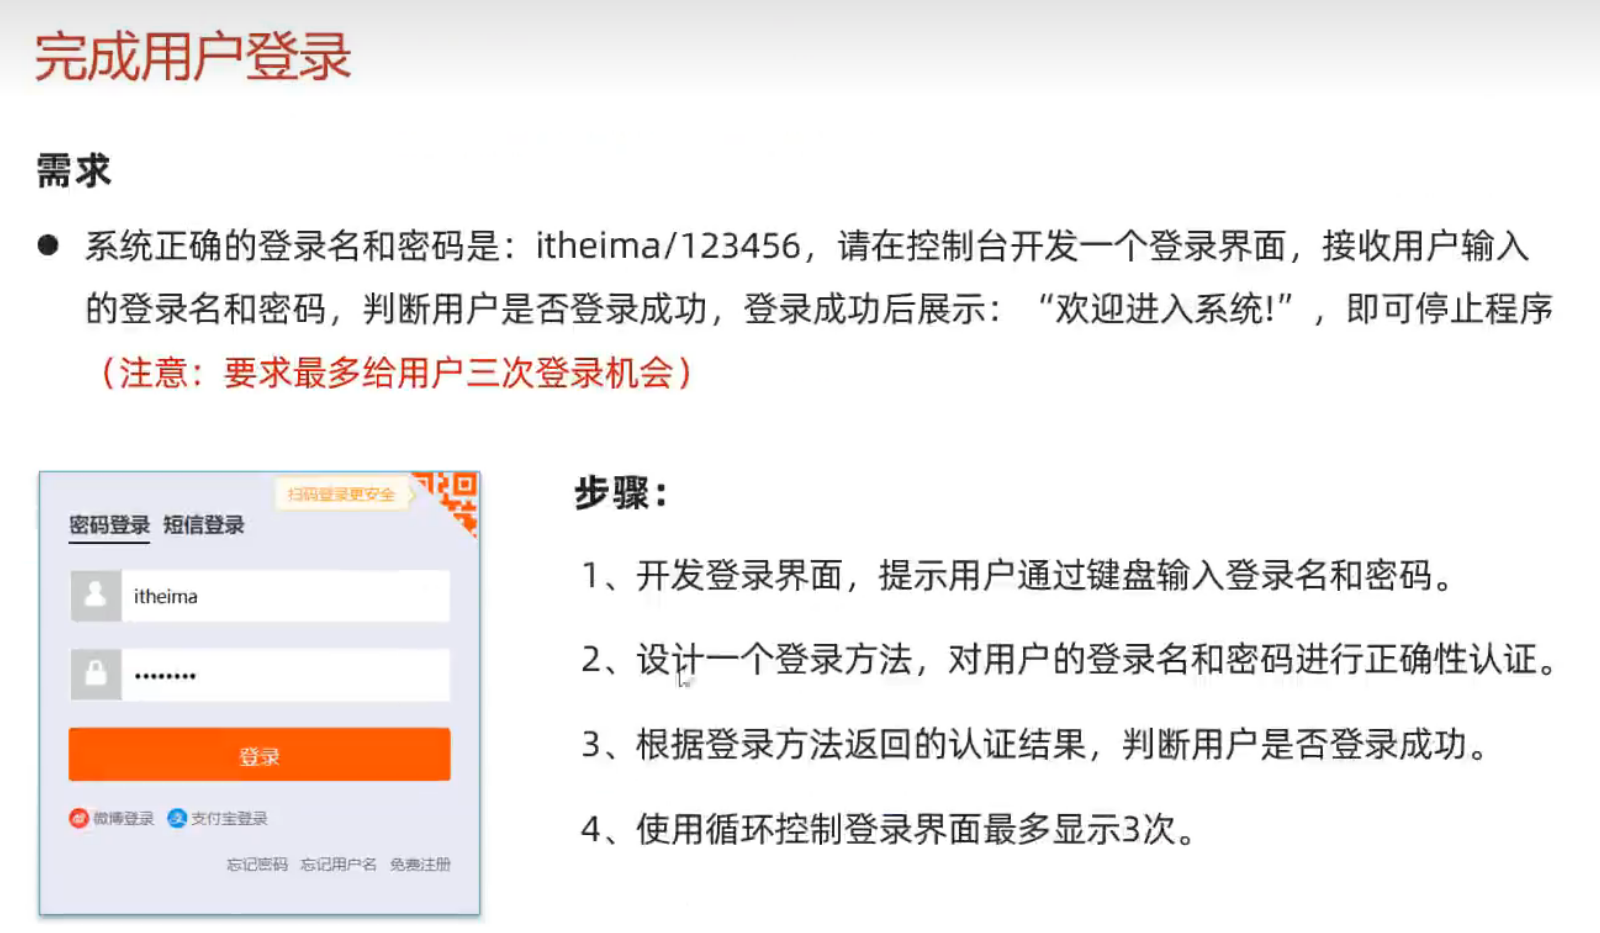 完成用户登录
需求
● 系统正确的登录名和密码是：itheima/123456，请在控制台开发一个登录界面，接收用户输入
的登录名和密码，判断用户是否登录成功，登录成功后展示：“欢迎进入系统!”，即可停止程序
（注意：要求最多给用户三次登录机会）
扫码登录更安全
密码登录 短信登录
itheima
••••••••
登录
微博登录 支付宝登录
忘记密码 忘记用户名 免费注册
步骤：
1、开发登录界面，提示用户通过键盘输入登录名和密码。
2、设计一个登录方法，对用户的登录名和密码进行正确性认证。
3、根据登录方法返回的认证结果，判断用户是否登录成功。
4、使用循环控制登录界面最多显示3次。